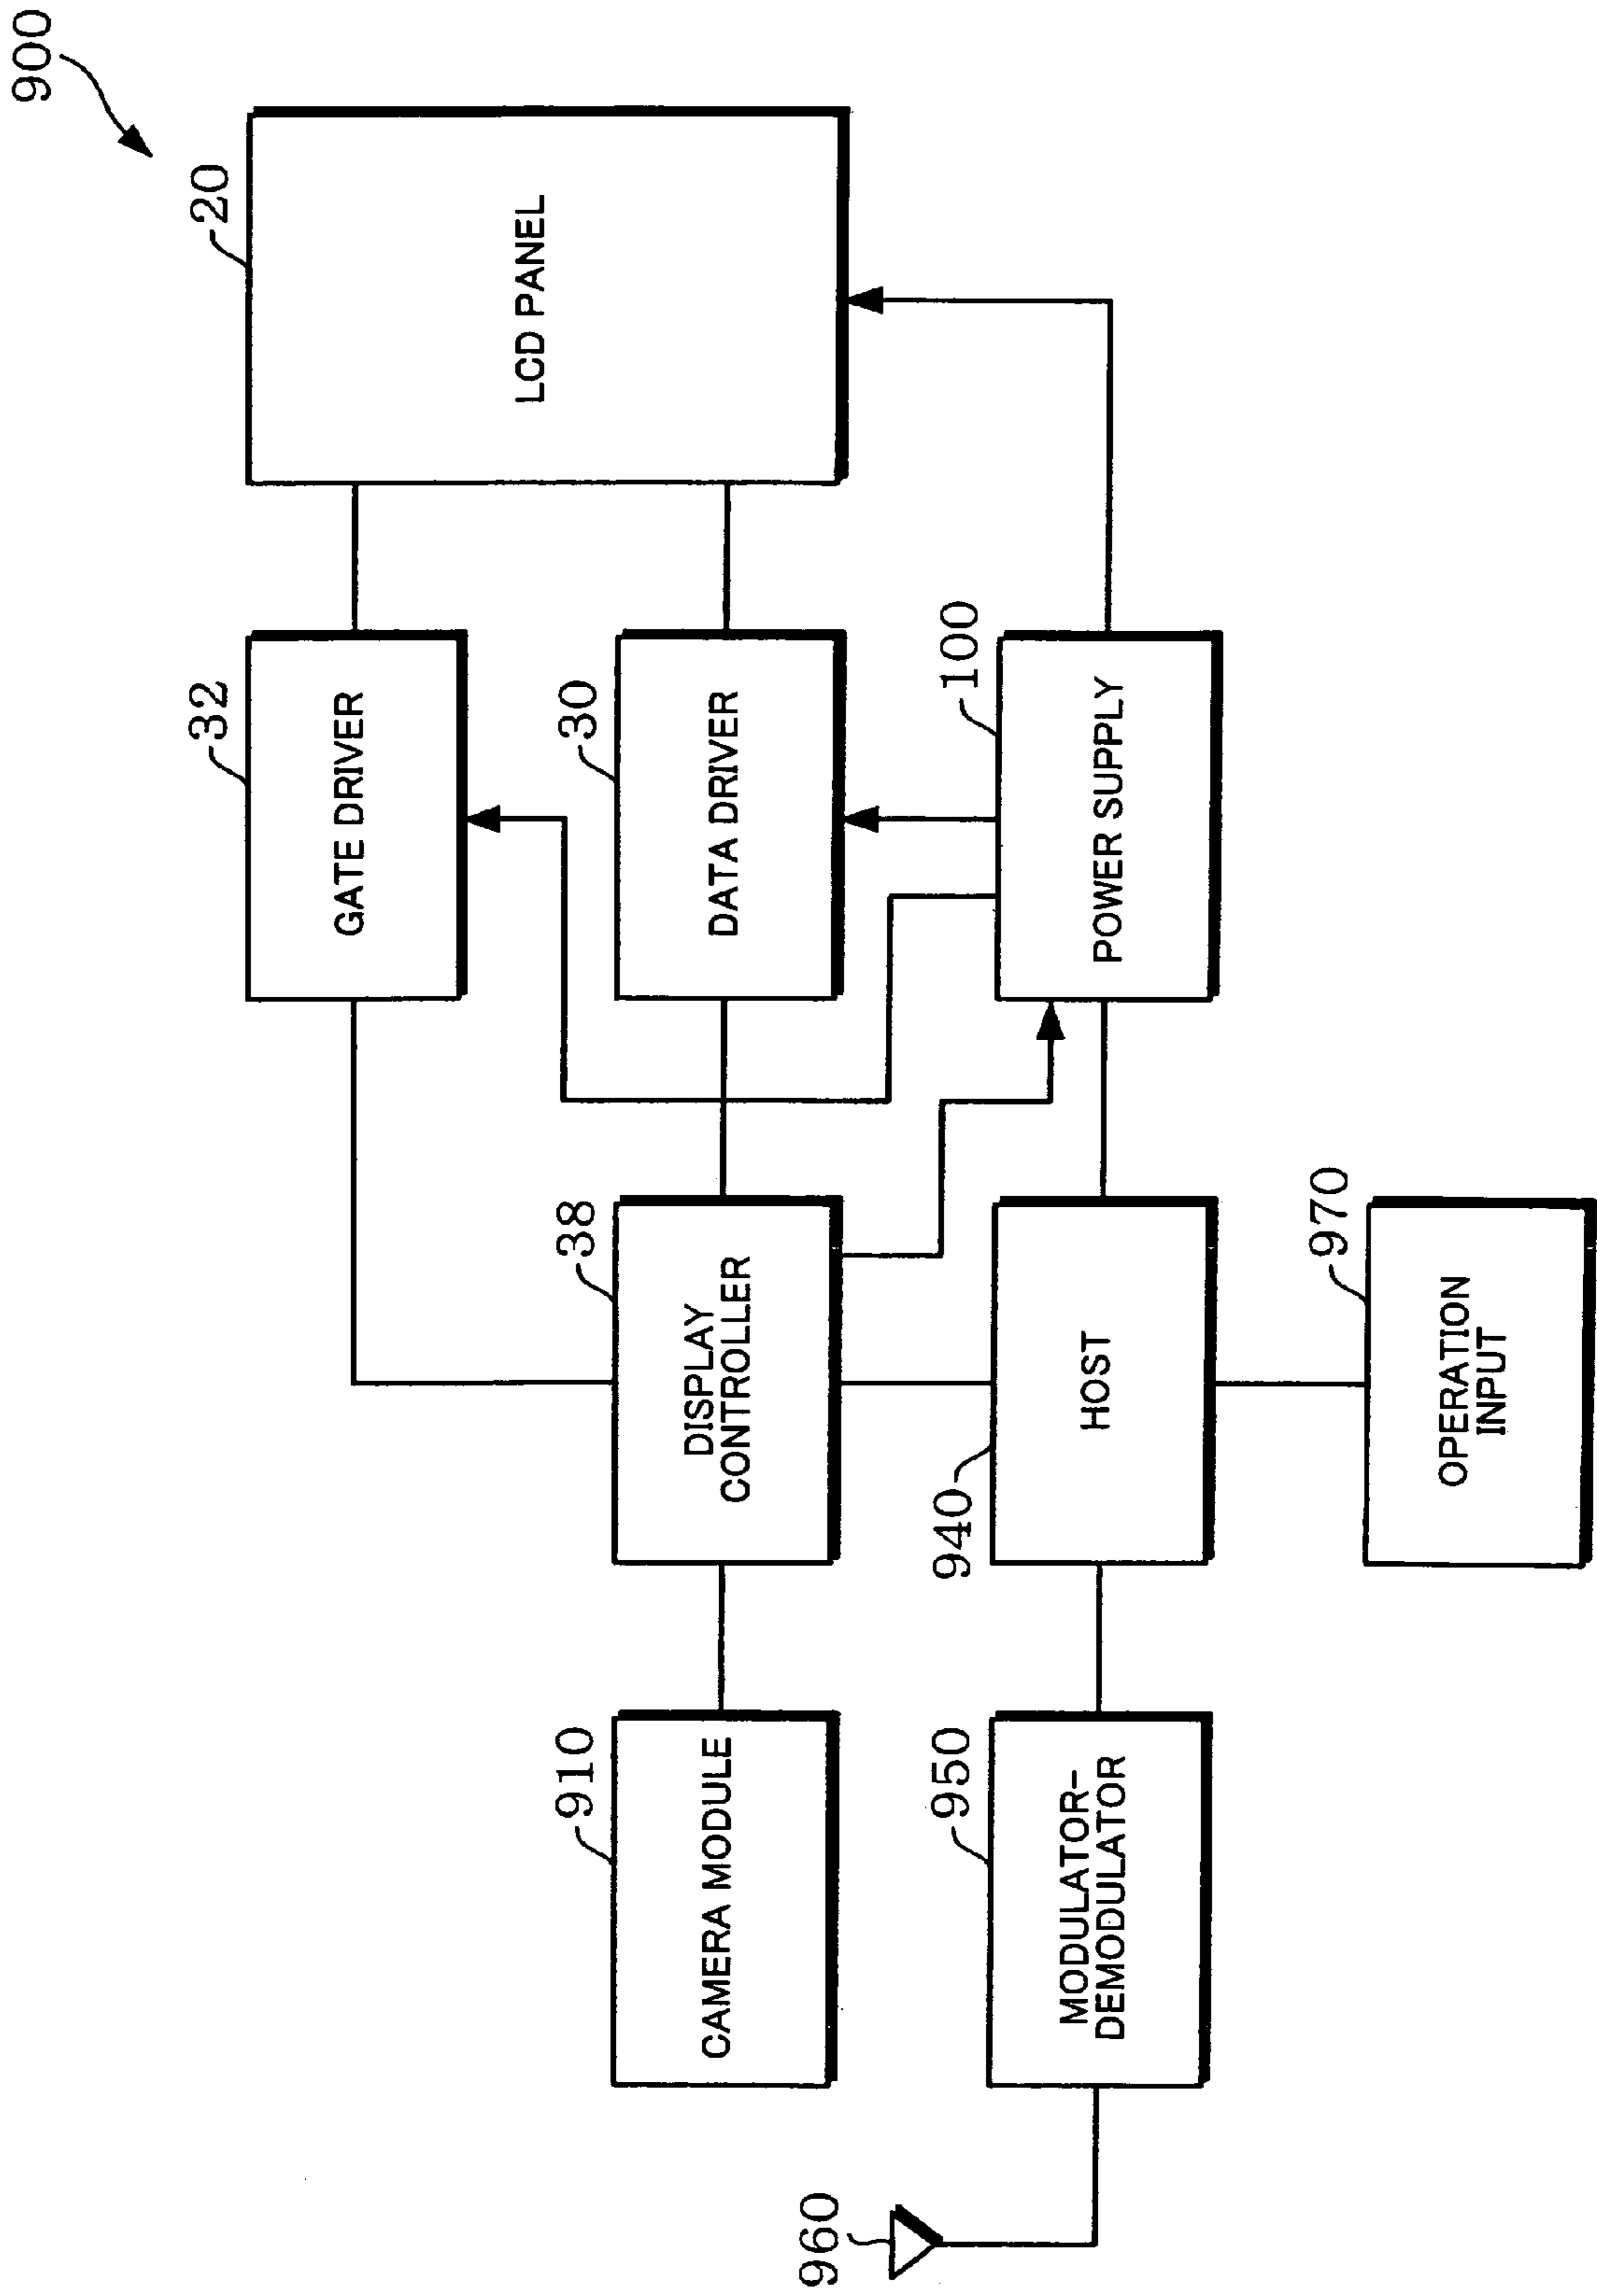 900
20
LCD PANEL
32
GATE DRIVER
30
DATA DRIVER
100
POWER SUPPLY
38
DISPLAY
CONTROLLER
940
HOST
970
OPERATION
INPUT
910
CAMERA MODULE
950
MODULATOR-
DEMODULATOR
960